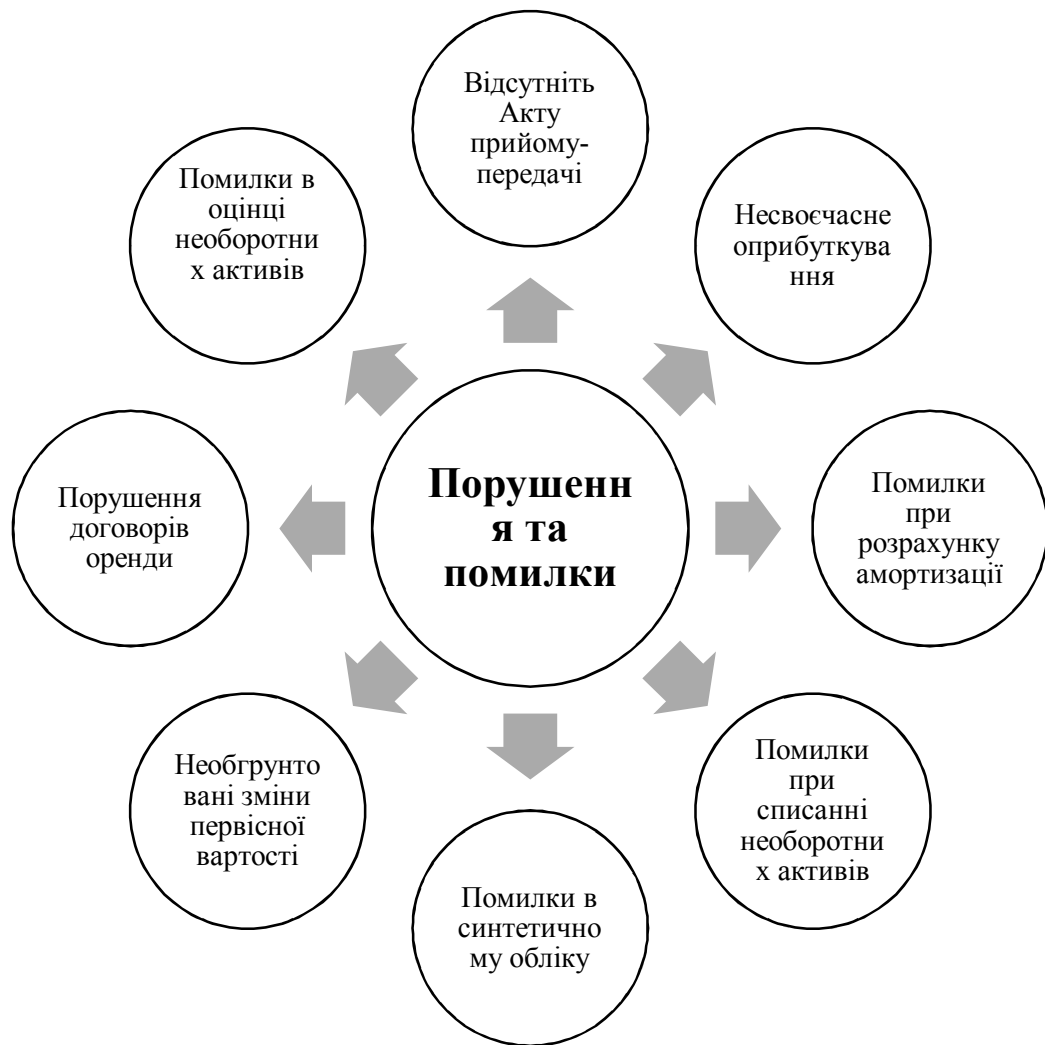 Відсутніть
Акту
прийому-
передачі
Помилки в
оцінці
необоротни
х активів
Несвоєчасне
оприбуткува
ння
Порушення
договорів
оренди
Порушенн
я та
помилки
Помилки
при
розрахунку
амортизації
Необгрунто
вані зміни
первісної
вартості
Помилки
при
списанні
необоротни
х активів
Помилки в
синтетично
му обліку